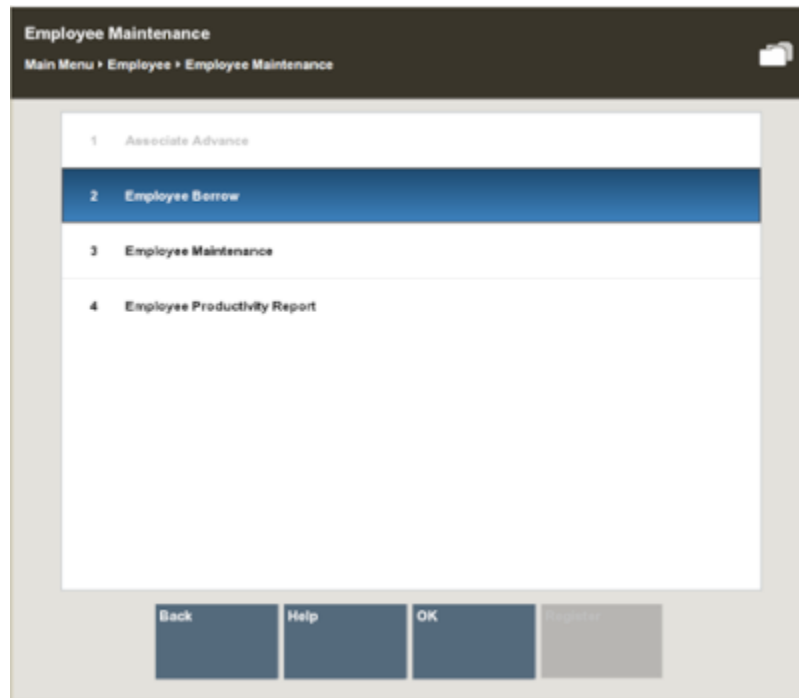 Employee Maintenance
Main Menu ▸ Employee ▸ Employee Maintenance
1 Associate Advance
2 Employee Borrow
3 Employee Maintenance
4 Employee Productivity Report
Back Help OK Register